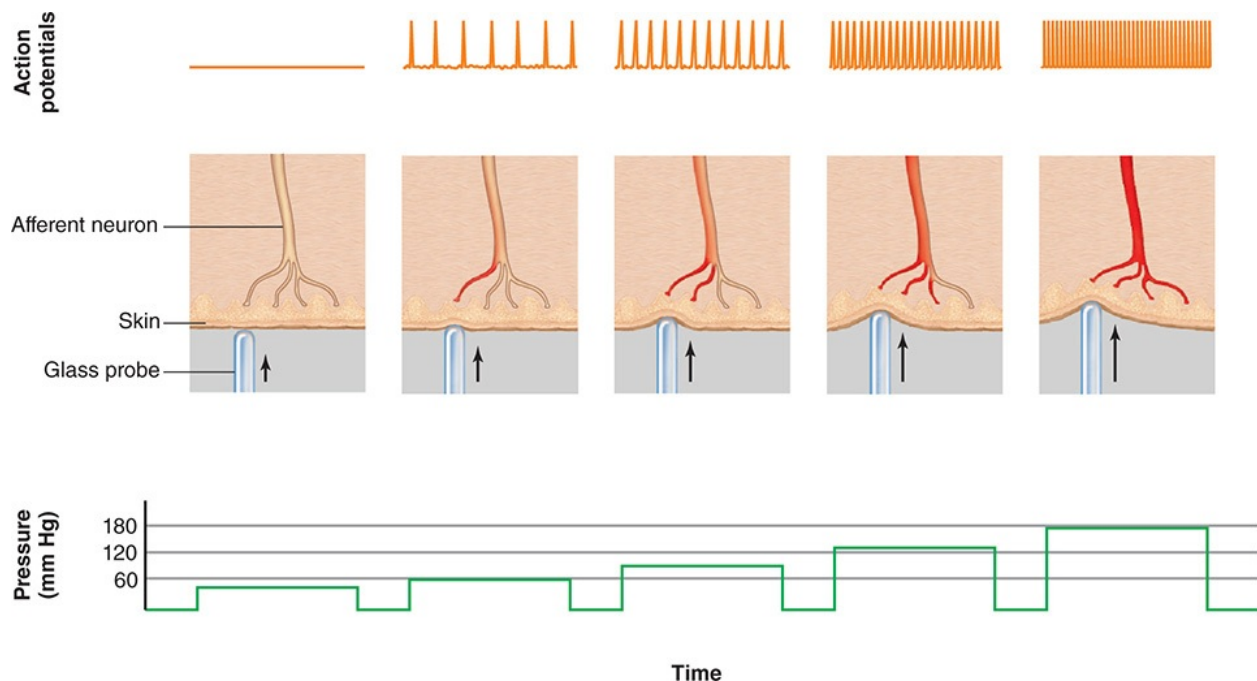 Action
potentials
Afferent neuron
Skin
Glass probe
Pressure
(mm Hg)
180
120
60
Time